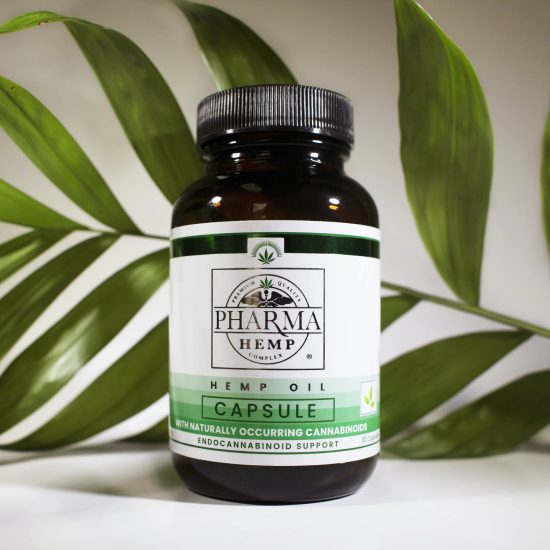 PREMIUM QUALITY
PHARMA
HEMP
COMPLEX
®
HEMP OIL
CAPSULE
WITH NATURALLY OCCURRING CANNABINOIDS
ENDOCANNABINOID SUPPORT